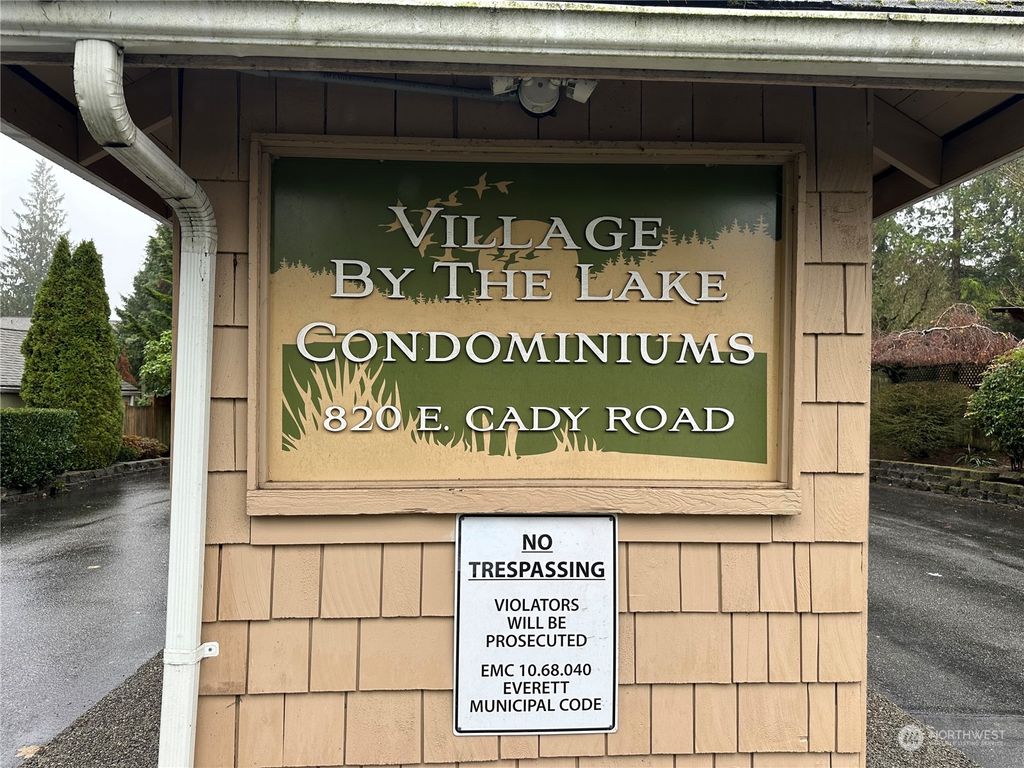 VILLAGE
BY THE LAKE
CONDOMINIUMS
820 E. CADY ROAD
NO
TRESPASSING
VIOLATORS
WILL BE
PROSECUTED
EMC 10.68.040
EVERETT
MUNICIPAL CODE
NORTHWEST